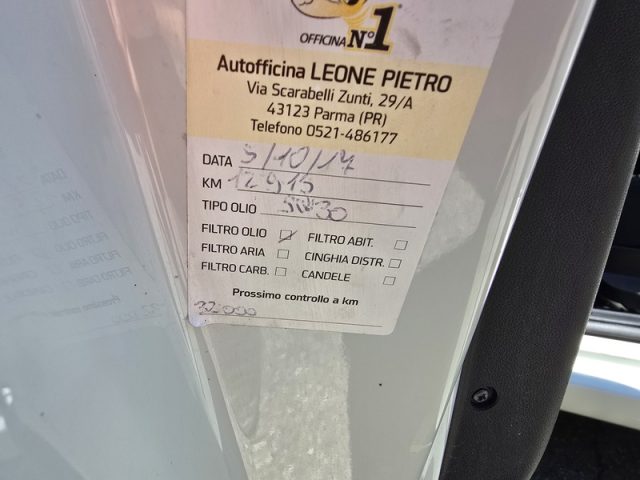 OFFICINA N°1
Autofficina LEONE PIETRO
Via Scarabelli Zunti, 29/A
43123 Parma (PR)
Telefono 0521-486177
DATA 5/10/17
KM 12915
TIPO OLIO 5W30
FILTRO OLIO FILTRO ABIT.
FILTRO ARIA CINGHIA DISTR.
FILTRO CARB. CANDELE
Prossimo controllo a km
32000